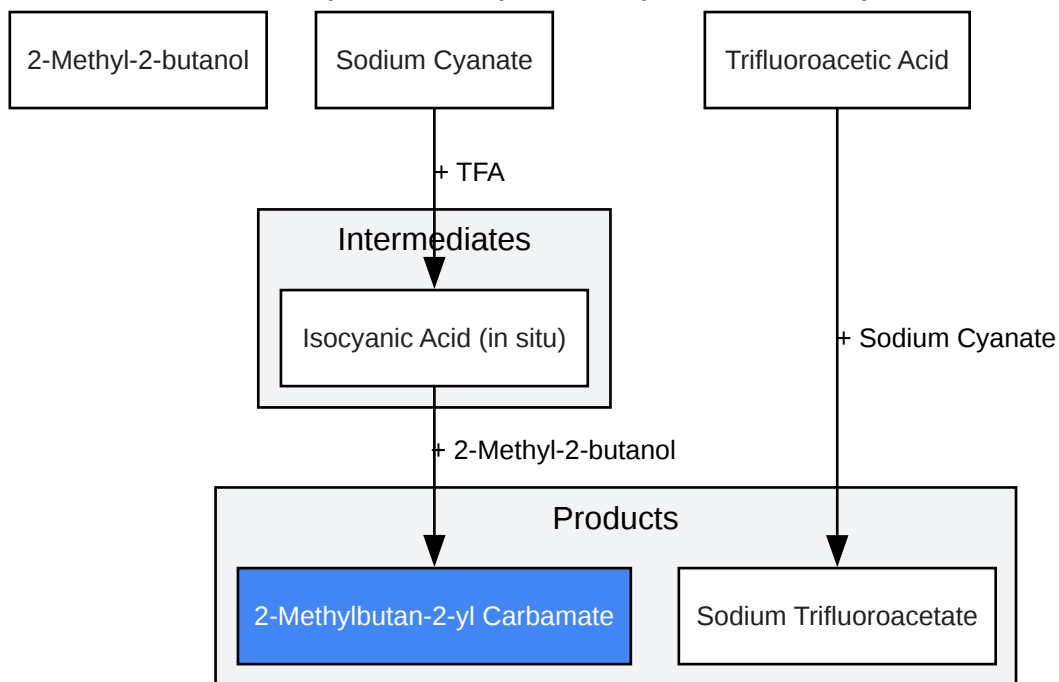 2-Methyl-2-butanol
Sodium Cyanate
Trifluoroacetic Acid
+ TFA
Intermediates
Isocyanic Acid (in situ)
+ Sodium Cyanate
+ 2-Methyl-2-butanol
Products
2-Methylbutan-2-yl Carbamate
Sodium Trifluoroacetate